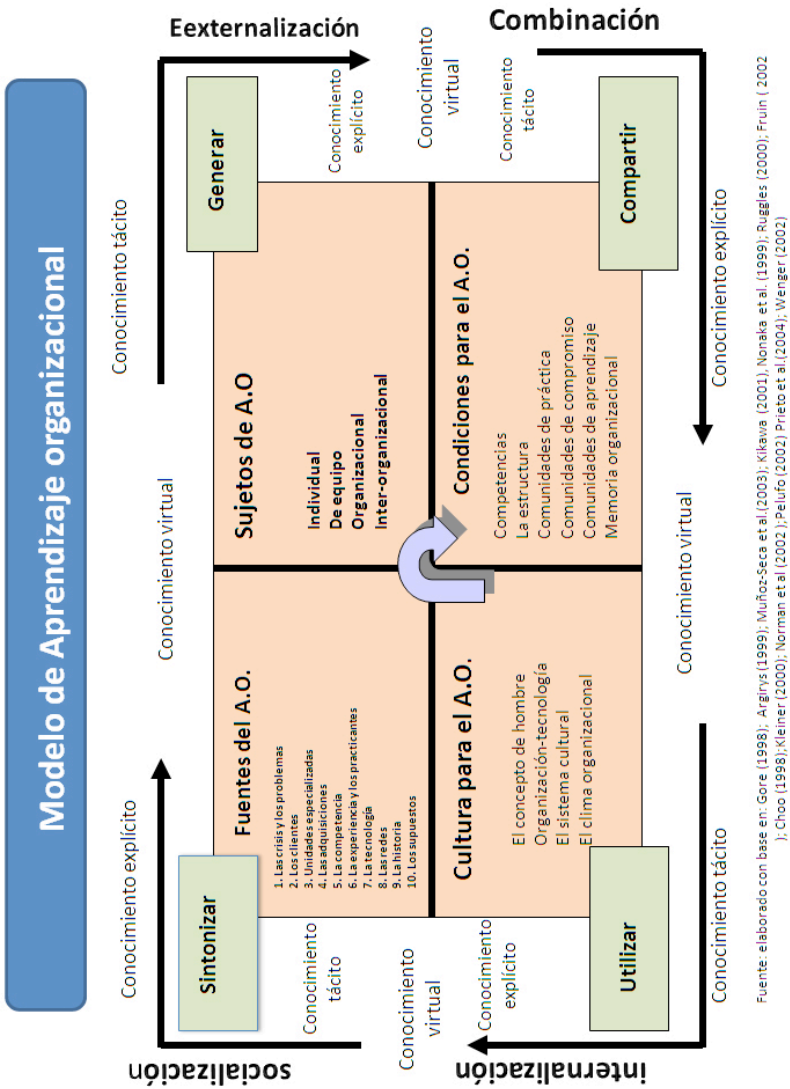 Modelo de Aprendizaje organizacional
Conocimiento explícito
Conocimiento virtual
Conocimiento tácito
socialización
Eexternalización
Sintonizar
Generar
Conocimiento
tácito
Conocimiento
virtual
Conocimiento
explícito
Fuentes del A.O.
1. Las crisis y los problemas
2. Los clientes
3. Unidades especializadas
4. Las adquisiciones
5. La competencia
6. La experiencia y los practicantes
7. La tecnología
8. Las redes
9. La historia
10. Los supuestos
Sujetos de A.O
Individual
De equipo
Organizacional
Inter-organizacional
Conocimiento
explícito
Conocimiento
virtual
Conocimiento
tácito
Cultura para el A.O.
El concepto de hombre
Organización-tecnología
El sistema cultural
El clima organizacional
Condiciones para el A.O.
Competencias
La estructura
Comunidades de práctica
Comunidades de compromiso
Comunidades de aprendizaje
Memoria organizacional
internalización
Combinación
Utilizar
Compartir
Conocimiento tácito
Conocimiento virtual
Conocimiento explícito
Fuente: elaborado con base en: Gore (1998); Argirys (1999); Muñoz-Seca et al.(2003); Kikawa (2001), Nonaka et al. (1999); Ruggles (2000); Fruin ( 2002
); Choo (1998);Kleiner (2000); Norman et al (2002 );Pelufo (2002) Prieto et al.(2004); Wenger (2002)